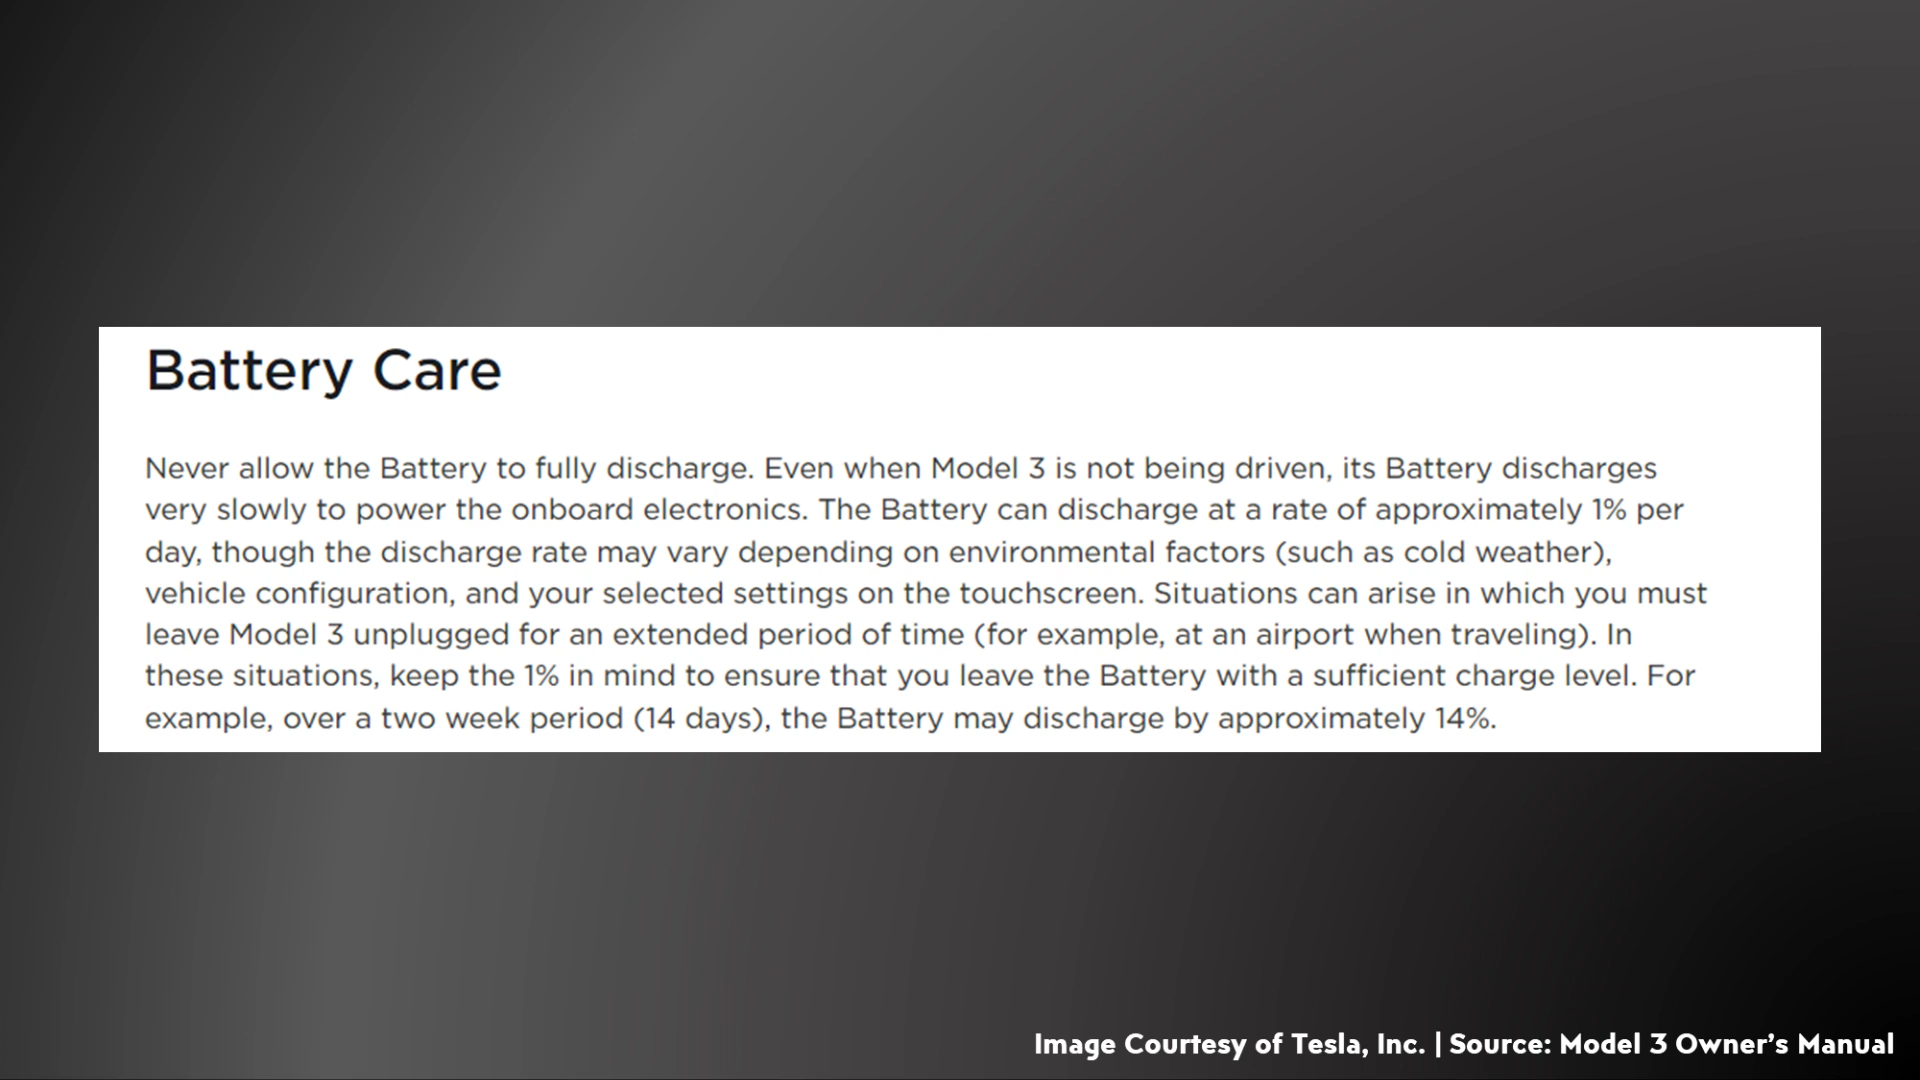 Battery Care
Never allow the Battery to fully discharge. Even when Model 3 is not being driven, its Battery discharges
very slowly to power the onboard electronics. The Battery can discharge at a rate of approximately 1% per
day, though the discharge rate may vary depending on environmental factors (such as cold weather),
vehicle configuration, and your selected settings on the touchscreen. Situations can arise in which you must
leave Model 3 unplugged for an extended period of time (for example, at an airport when traveling). In
these situations, keep the 1% in mind to ensure that you leave the Battery with a sufficient charge level. For
example, over a two week period (14 days), the Battery may discharge by approximately 14%.
Image Courtesy of Tesla, Inc. | Source: Model 3 Owner’s Manual